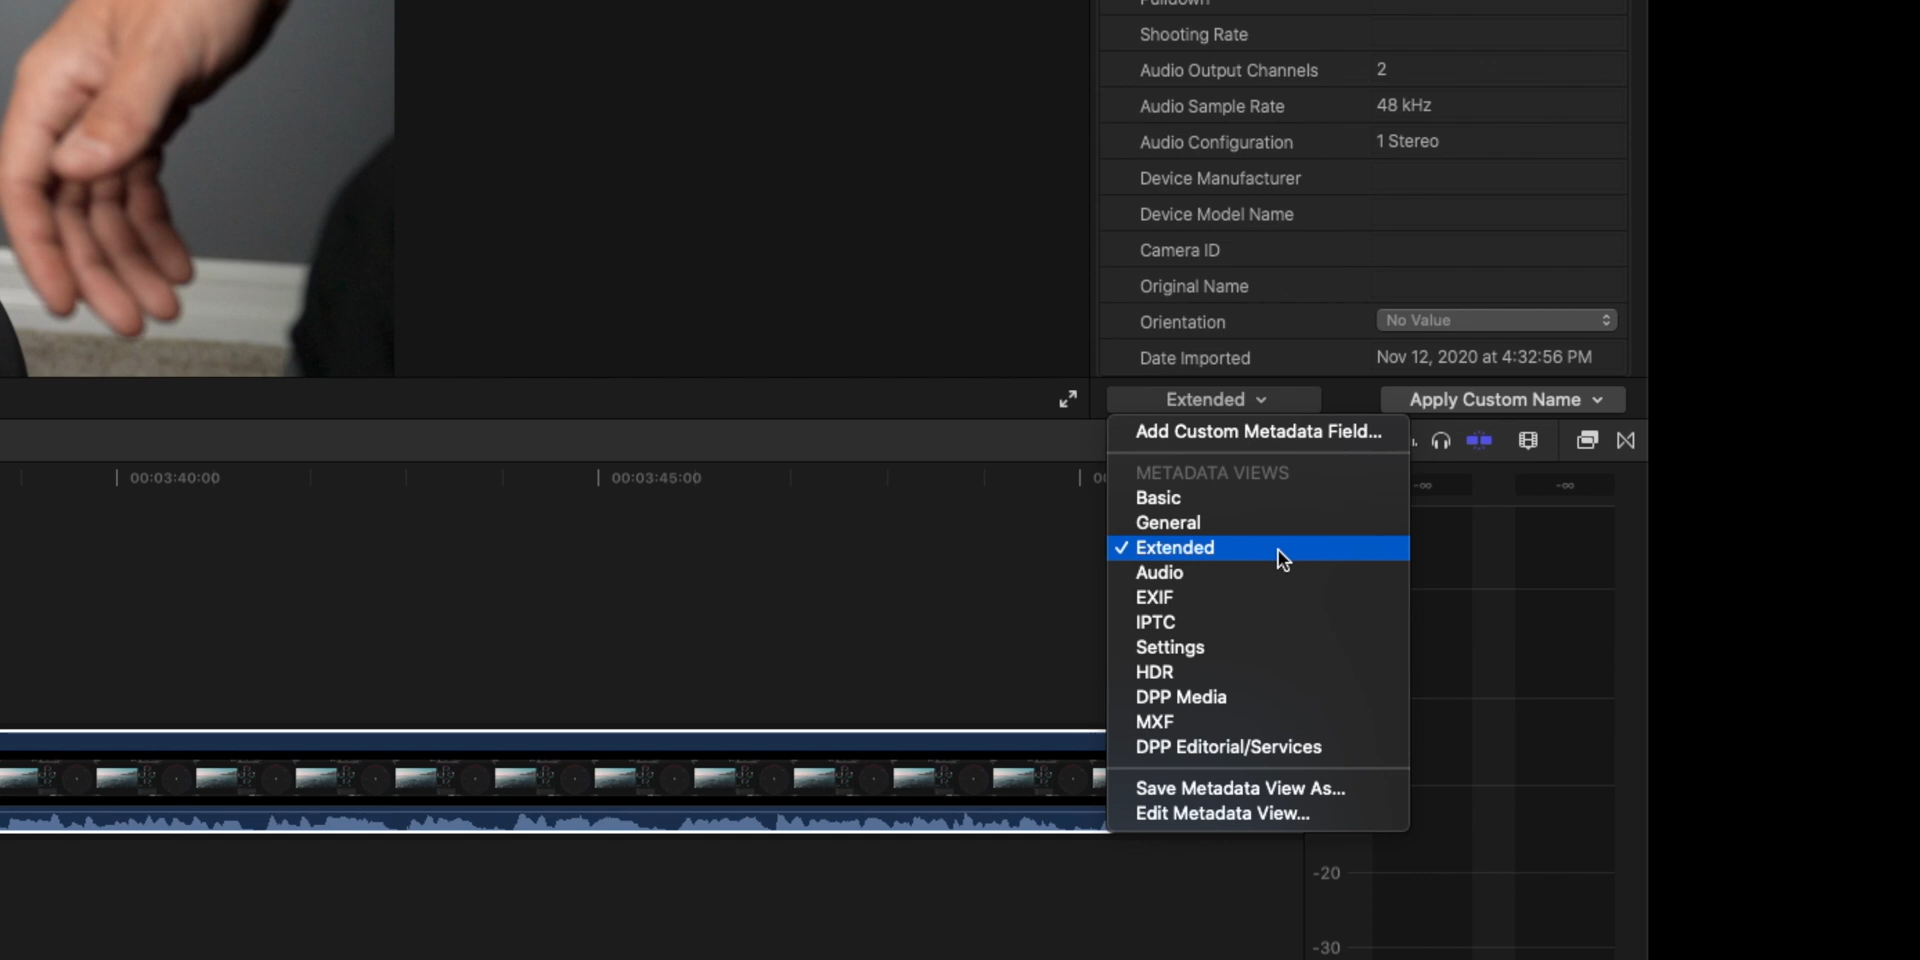 Shooting Rate
Audio Output Channels 2
Audio Sample Rate 48 kHz
Audio Configuration 1 Stereo
Device Manufacturer
Device Model Name
Camera ID
Original Name
Orientation No Value
Date Imported Nov 12, 2020 at 4:32:56 PM
Extended Apply Custom Name
Add Custom Metadata Field...
METADATA VIEWS
00:03:40:00 00:03:45:00
-∞ -∞
Basic
General
✓ Extended
Audio
EXIF
IPTC
Settings
HDR
DPP Media
MXF
DPP Editorial/Services
Save Metadata View As...
Edit Metadata View...
-20
-30